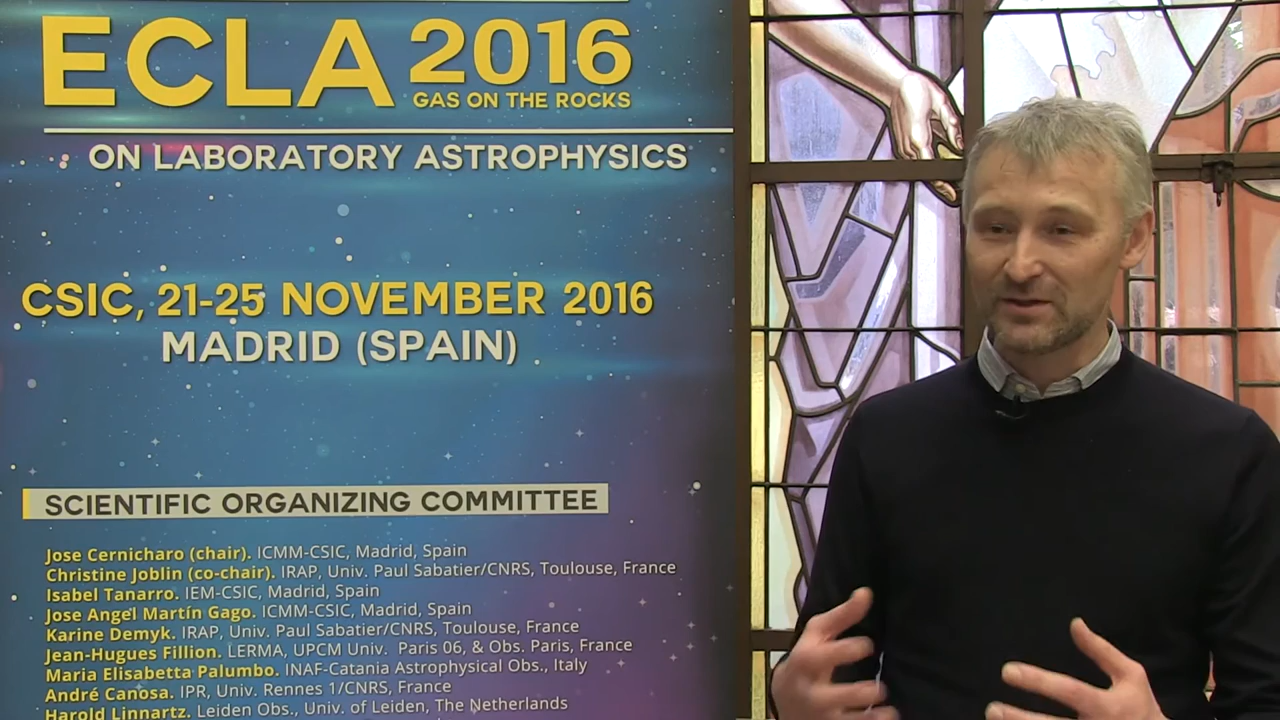 ECLA 2016
GAS ON THE ROCKS
ON LABORATORY ASTROPHYSICS
CSIC, 21-25 NOVEMBER 2016
MADRID (SPAIN)
SCIENTIFIC ORGANIZING COMMITTEE
Jose Cernicharo (chair). ICMM-CSIC, Madrid, Spain
Christine Joblin (co-chair). IRAP, Univ. Paul Sabatier/CNRS, Toulouse, France
Isabel Tanarro. IEM-CSIC, Madrid, Spain
Jose Angel Martín Gago. ICMM-CSIC, Madrid, Spain
Karine Demyk. IRAP, Univ. Paul Sabatier/CNRS, Toulouse, France
Jean-Hugues Fillion. LERMA, UPCM Univ. Paris 06, & Obs. Paris, France
Maria Elisabetta Palumbo. INAF-Catania Astrophysical Obs., Italy
André Canosa. IPR, Univ. Rennes 1/CNRS, France
Harold Linnartz. Leiden Obs., Univ. of Leiden, The Netherlands